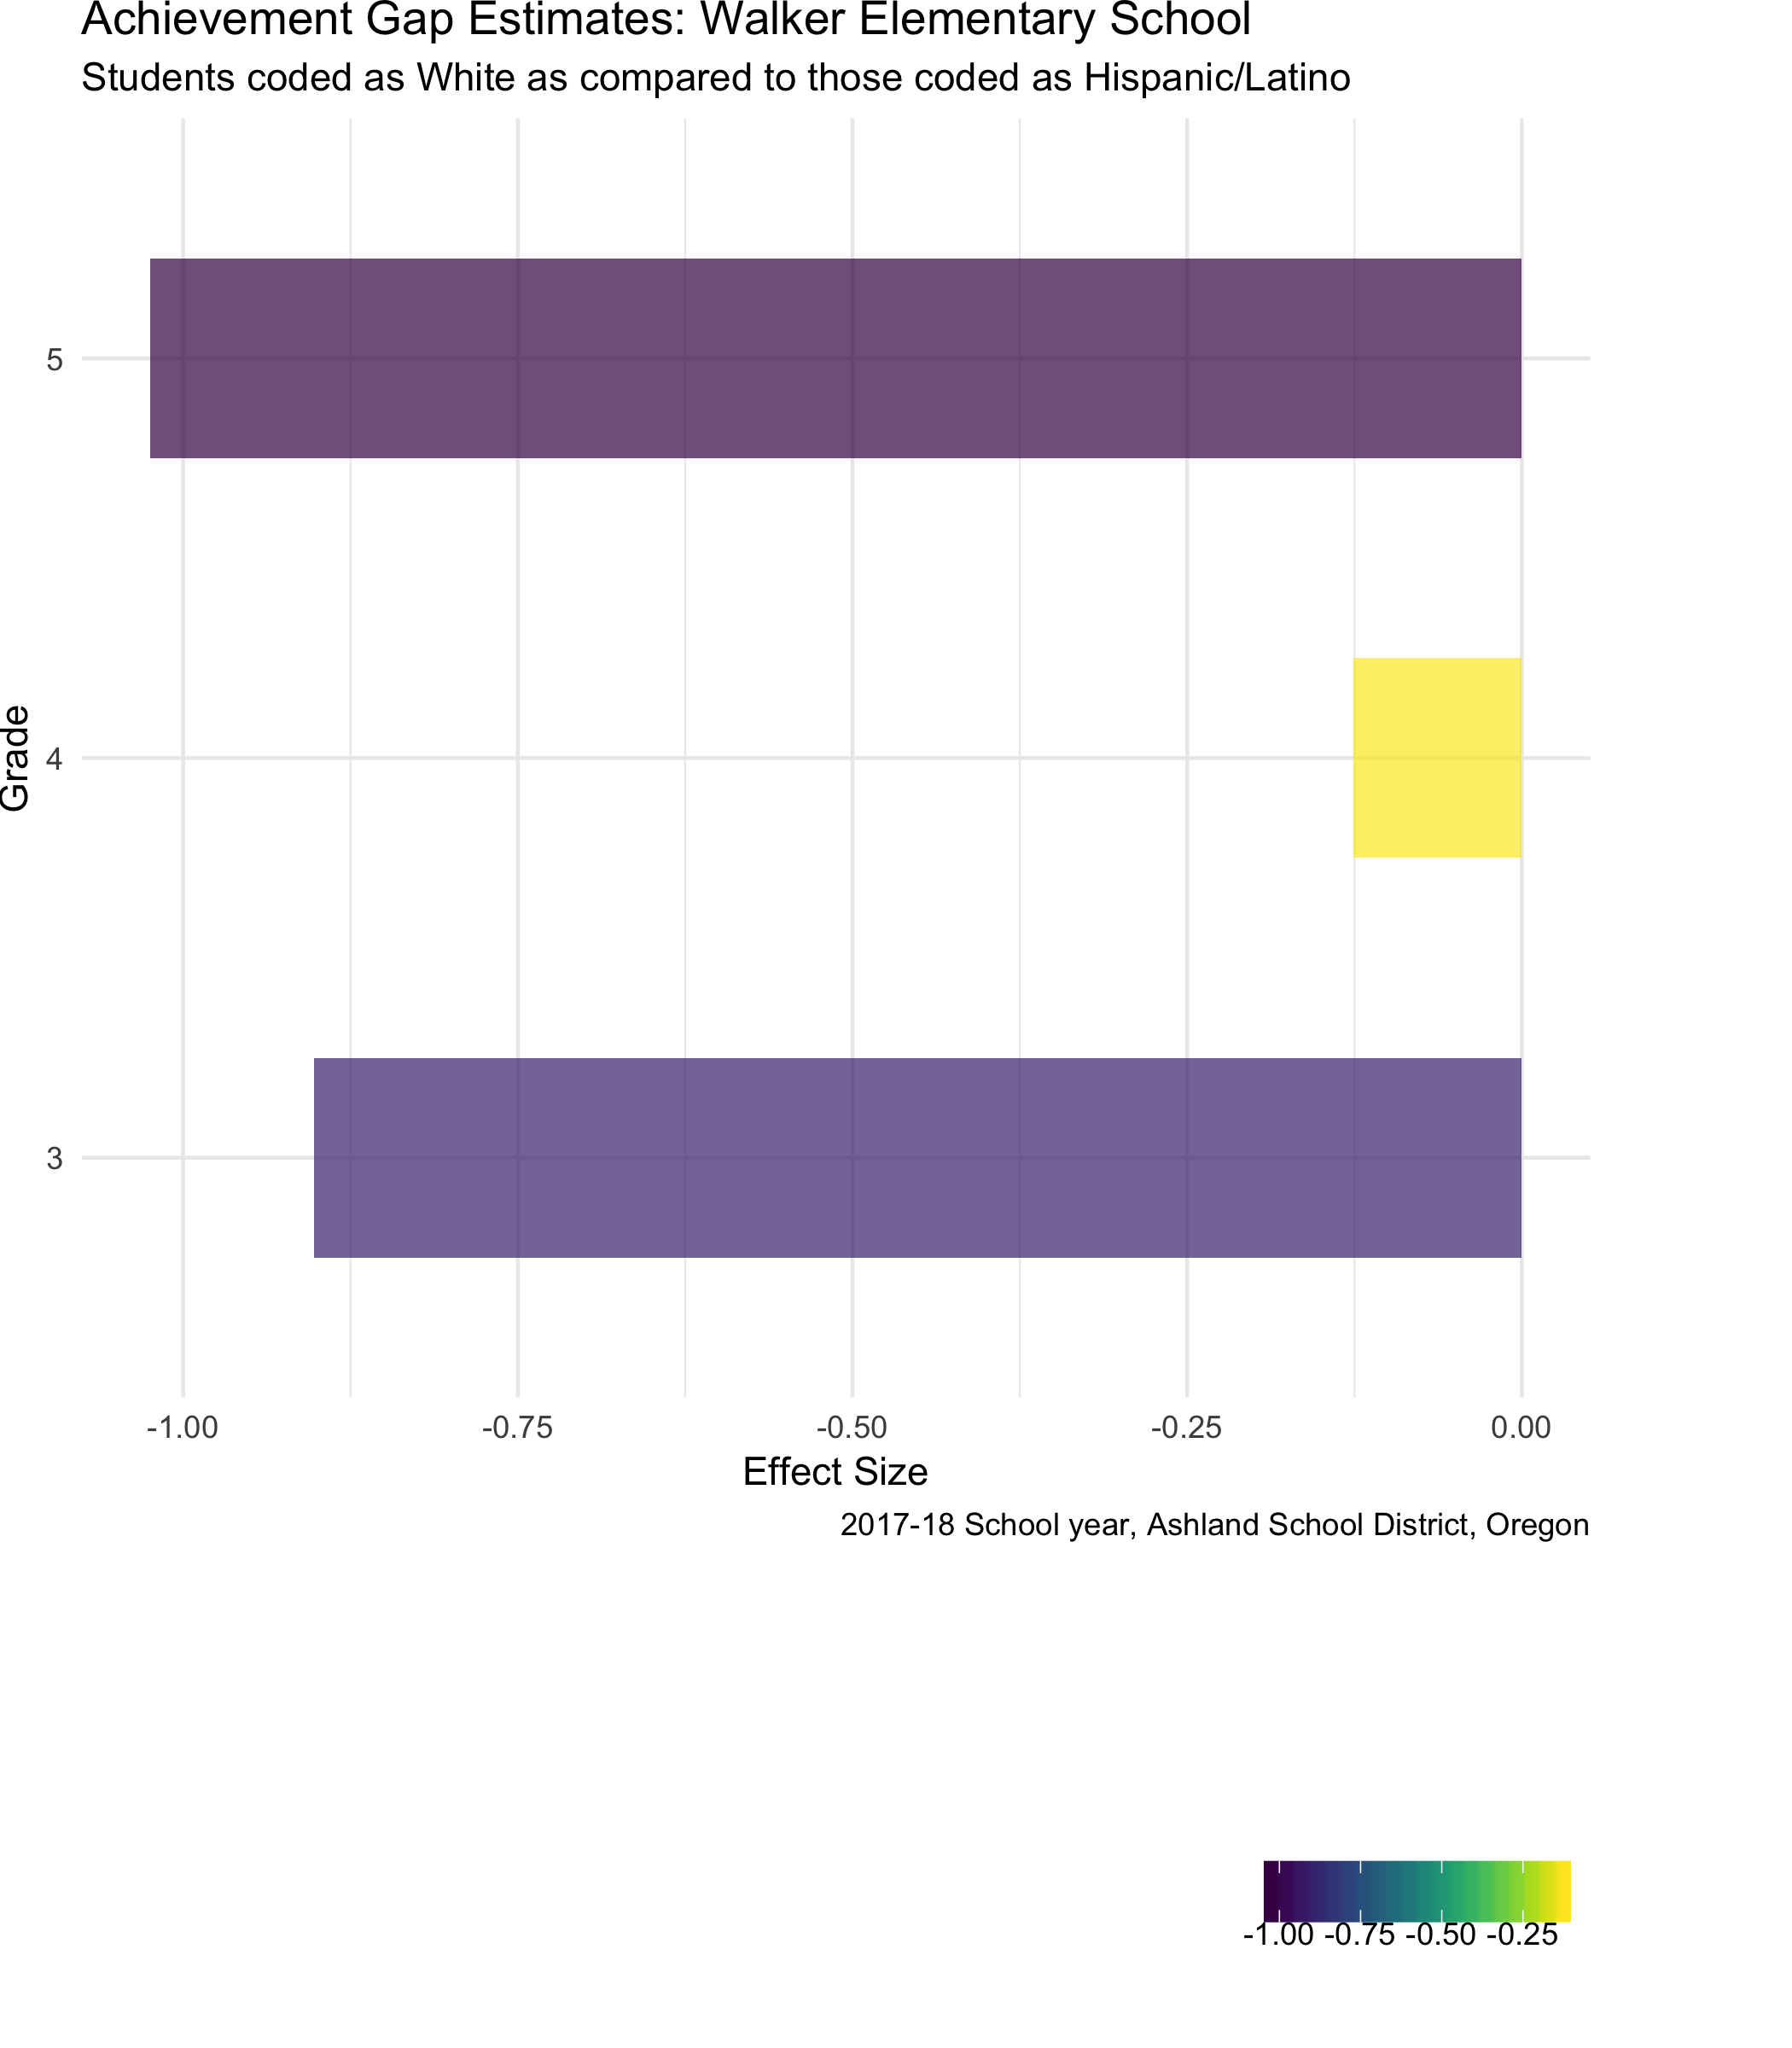 Achievement Gap Estimates: Walker Elementary School
Students coded as White as compared to those coded as Hispanic/Latino
Grade
5
4
3
-1.00 -0.75 -0.50 -0.25 0.00
Effect Size
2017-18 School year, Ashland School District, Oregon
-1.00 -0.75 -0.50 -0.25